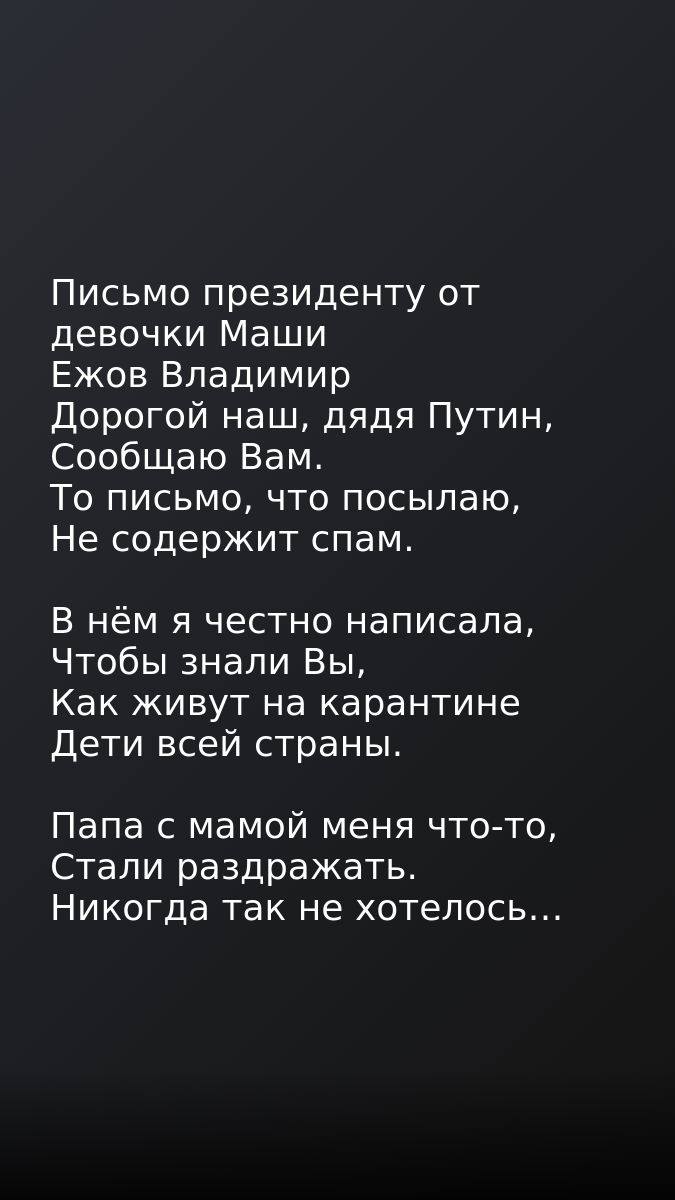 Письмо президенту от
девочки Маши
Ежов Владимир
Дорогой наш, дядя Путин,
Сообщаю Вам.
То письмо, что посылаю,
Не содержит спам.
В нём я честно написала,
Чтобы знали Вы,
Как живут на карантине
Дети всей страны.
Папа с мамой меня что-то,
Стали раздражать.
Никогда так не хотелось…